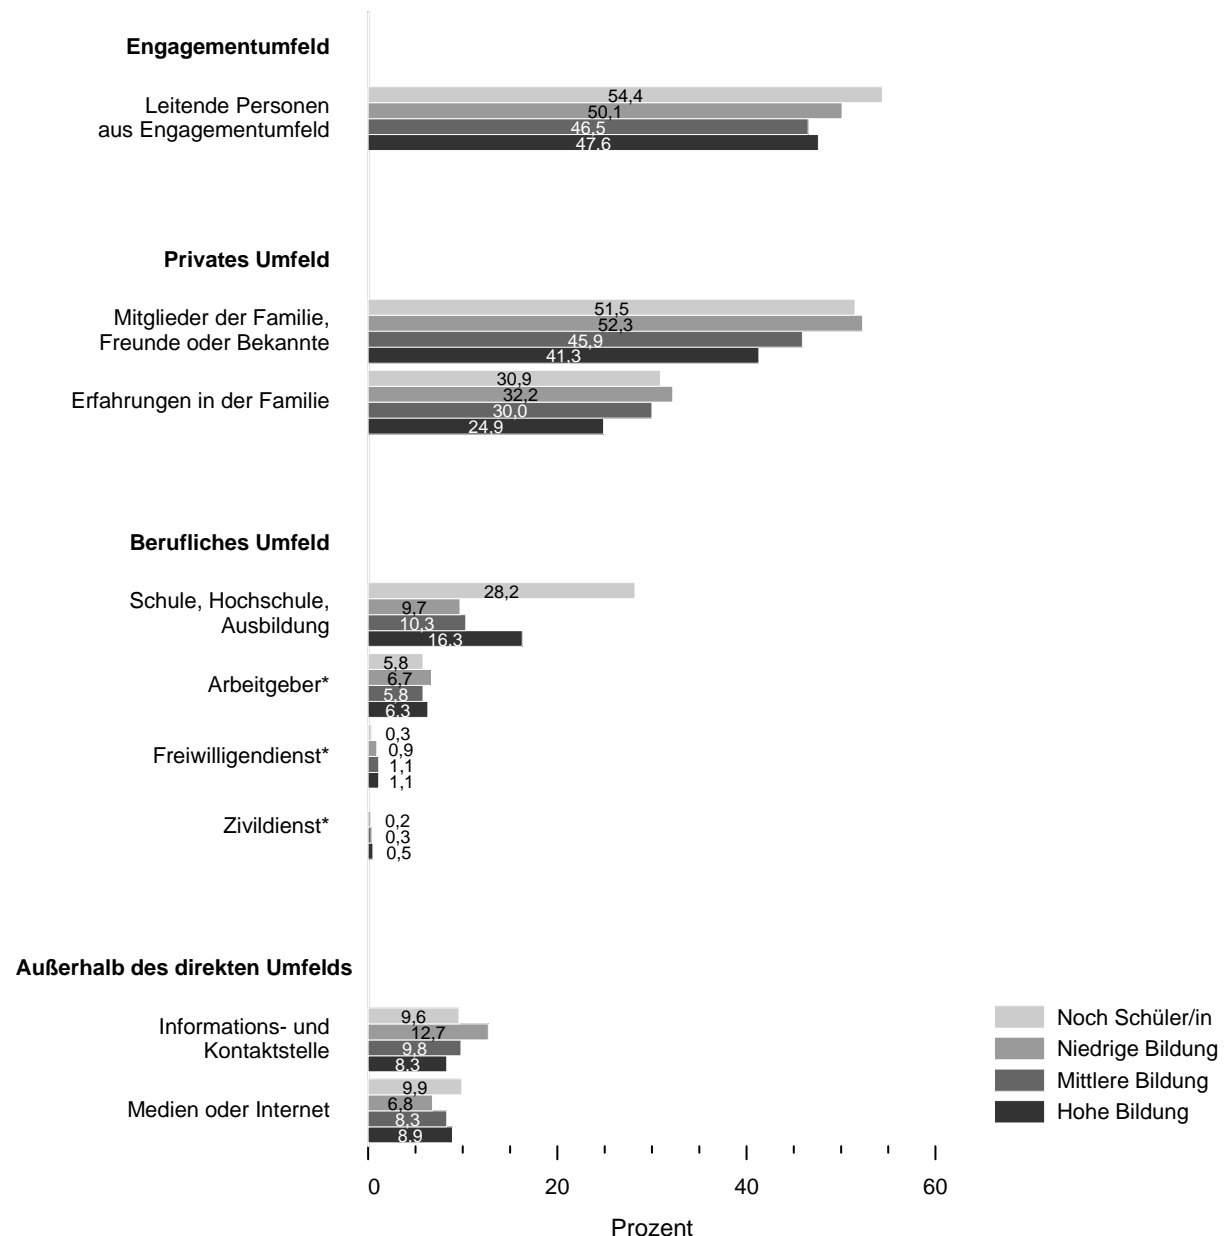 Engagementumfeld
Leitende Personen
aus Engagementumfeld
54,4
50,1
46,5
47,6
Privates Umfeld
Mitglieder der Familie,
Freunde oder Bekannte
51,5
52,3
45,9
41,3
Erfahrungen in der Familie
30,9
32,2
30,0
24,9
Berufliches Umfeld
Schule, Hochschule,
Ausbildung
28,2
9,7
10,3
16,3
Arbeitgeber*
5,8
6,7
5,8
6,3
Freiwilligendienst*
0,3
0,9
1,1
1,1
Zivildienst*
0,2
0,3
0,5
Außerhalb des direkten Umfelds
Informations- und
Kontaktstelle
9,6
12,7
9,8
8,3
Medien oder Internet
9,9
6,8
8,3
8,9
Noch Schüler/in
Niedrige Bildung
Mittlere Bildung
Hohe Bildung
0 20 40 60
Prozent